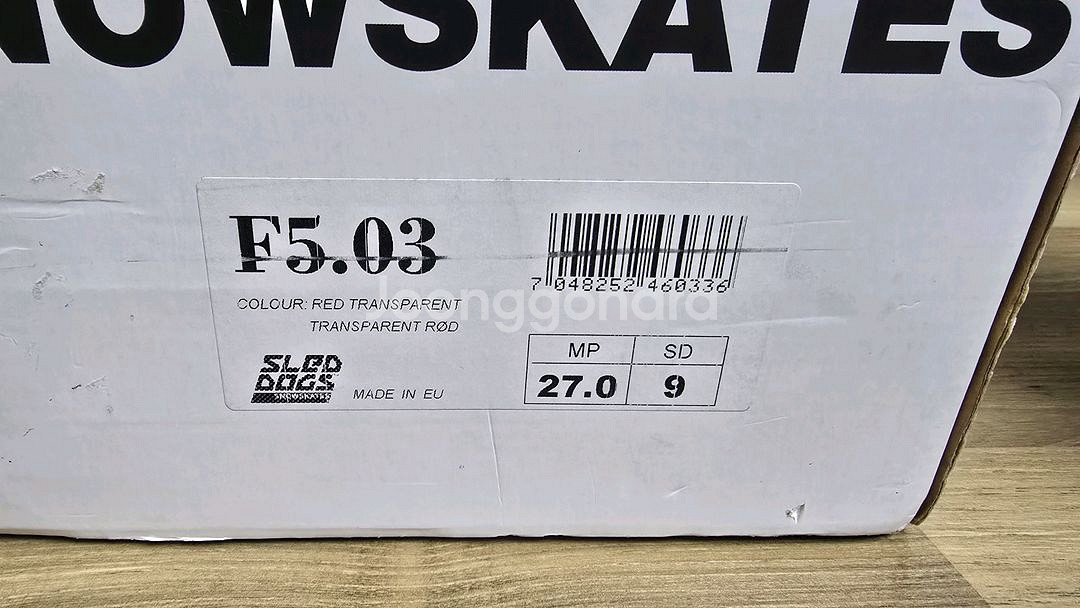 NOWSKATES
F5.03
COLOUR: RED TRANSPARENT
TRANSPARENT RØD
SLED
DOGS
SNOWSKATES
MADE IN EU
7 048252 460336
MP SD
27.0 9
Joonggonara